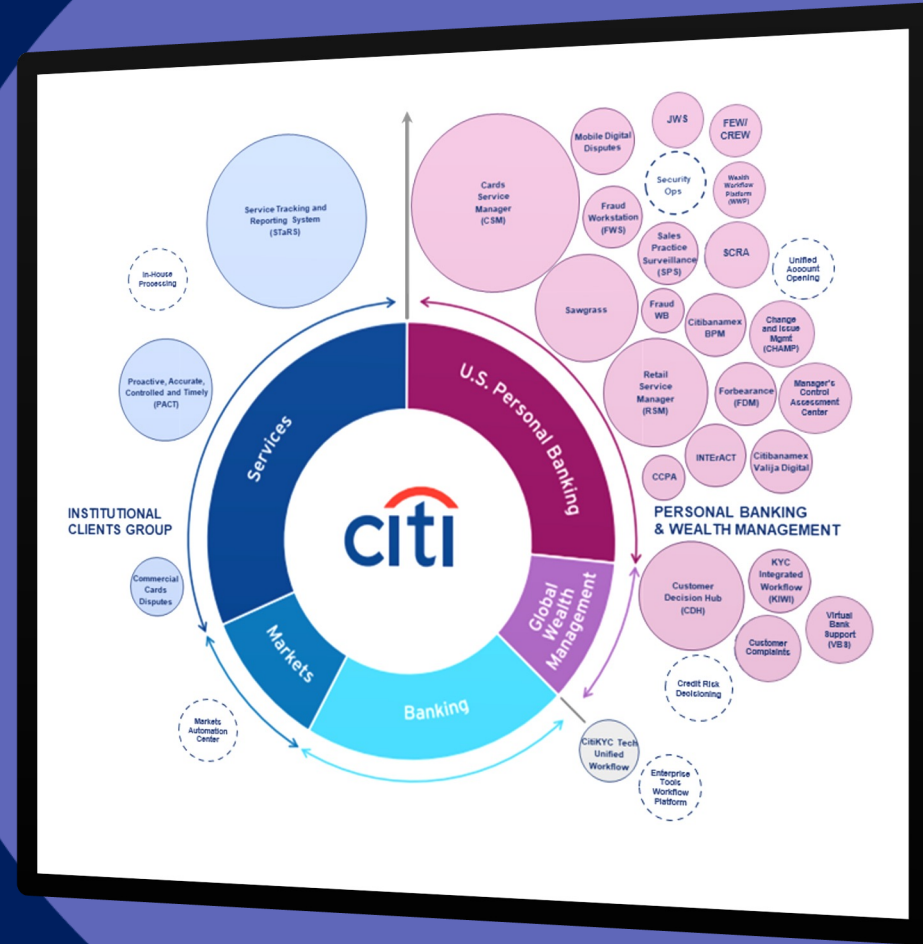 Service Tracking and
Reporting System
(STaRS)
In-House
Processing
Proactive, Accurate,
Controlled and Timely
(PACT)
INSTITUTIONAL
CLIENTS GROUP
Commercial
Cards
Disputes
Markets
Automation
Center
Services
Markets
Banking
Global
Wealth
Management
U.S. Personal Banking
citi
Cards
Service
Manager
(CSM)
Mobile Digital
Disputes
JWS
FEW/
CREW
Security
Ops
Wealth
Workflow
Platform
(WWP)
Fraud
Workstation
(FWS)
Sales
Practice
Surveillance
(SPS)
SCRA
Unified
Account
Opening
Sawgrass
Fraud
WB
Citibanamex
BPM
Change
and Issue
Mgmt
(CHAMP)
Retail
Service
Manager
(RSM)
Forbearance
(FDM)
Manager's
Control
Assessment
Center
CCPA
INTErACT
Citibanamex
Valija Digital
PERSONAL BANKING
& WEALTH MANAGEMENT
Customer
Decision Hub
(CDH)
KYC
Integrated
Workflow
(KIWI)
Customer
Complaints
Virtual
Bank
Support
(VBS)
Credit Risk
Decisioning
CitiKYC Tech
Unified
Workflow
Enterprise
Tools
Workflow
Platform